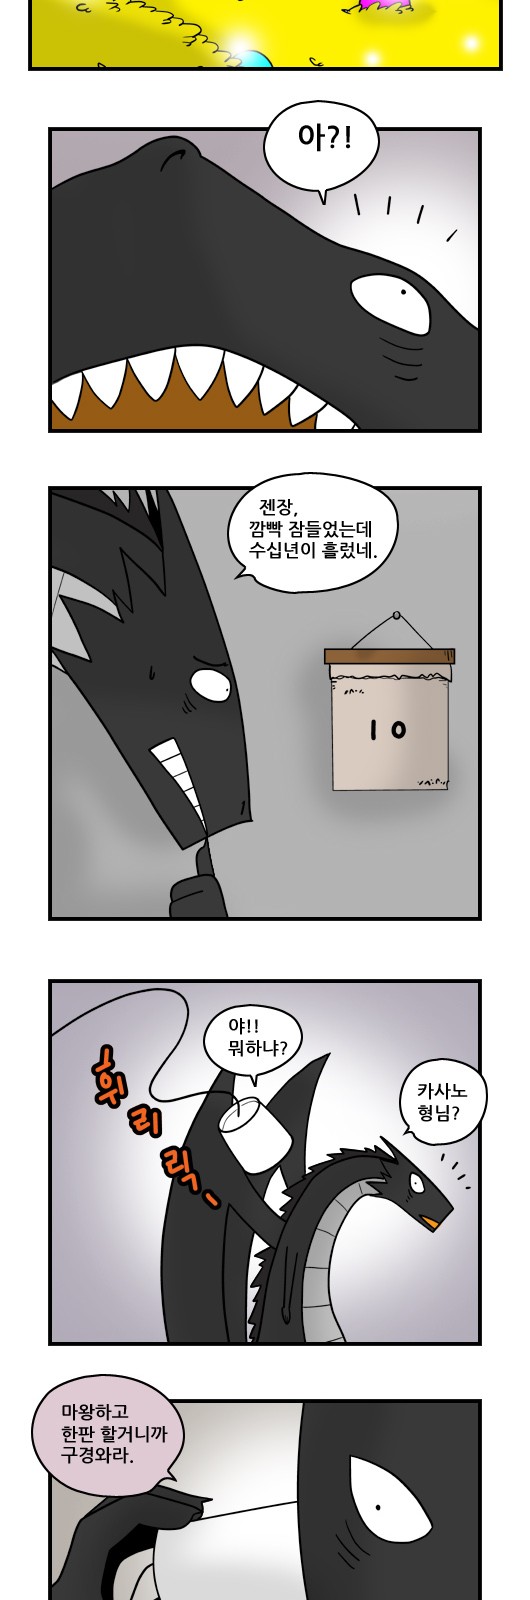 아?!
젠장,
깜빡 잠들었는데
수십년이 흘렀네.
10
야!!
뭐하냐?
휘리릭
카사노
형님?
마왕하고
한판 할거니까
구경와라.